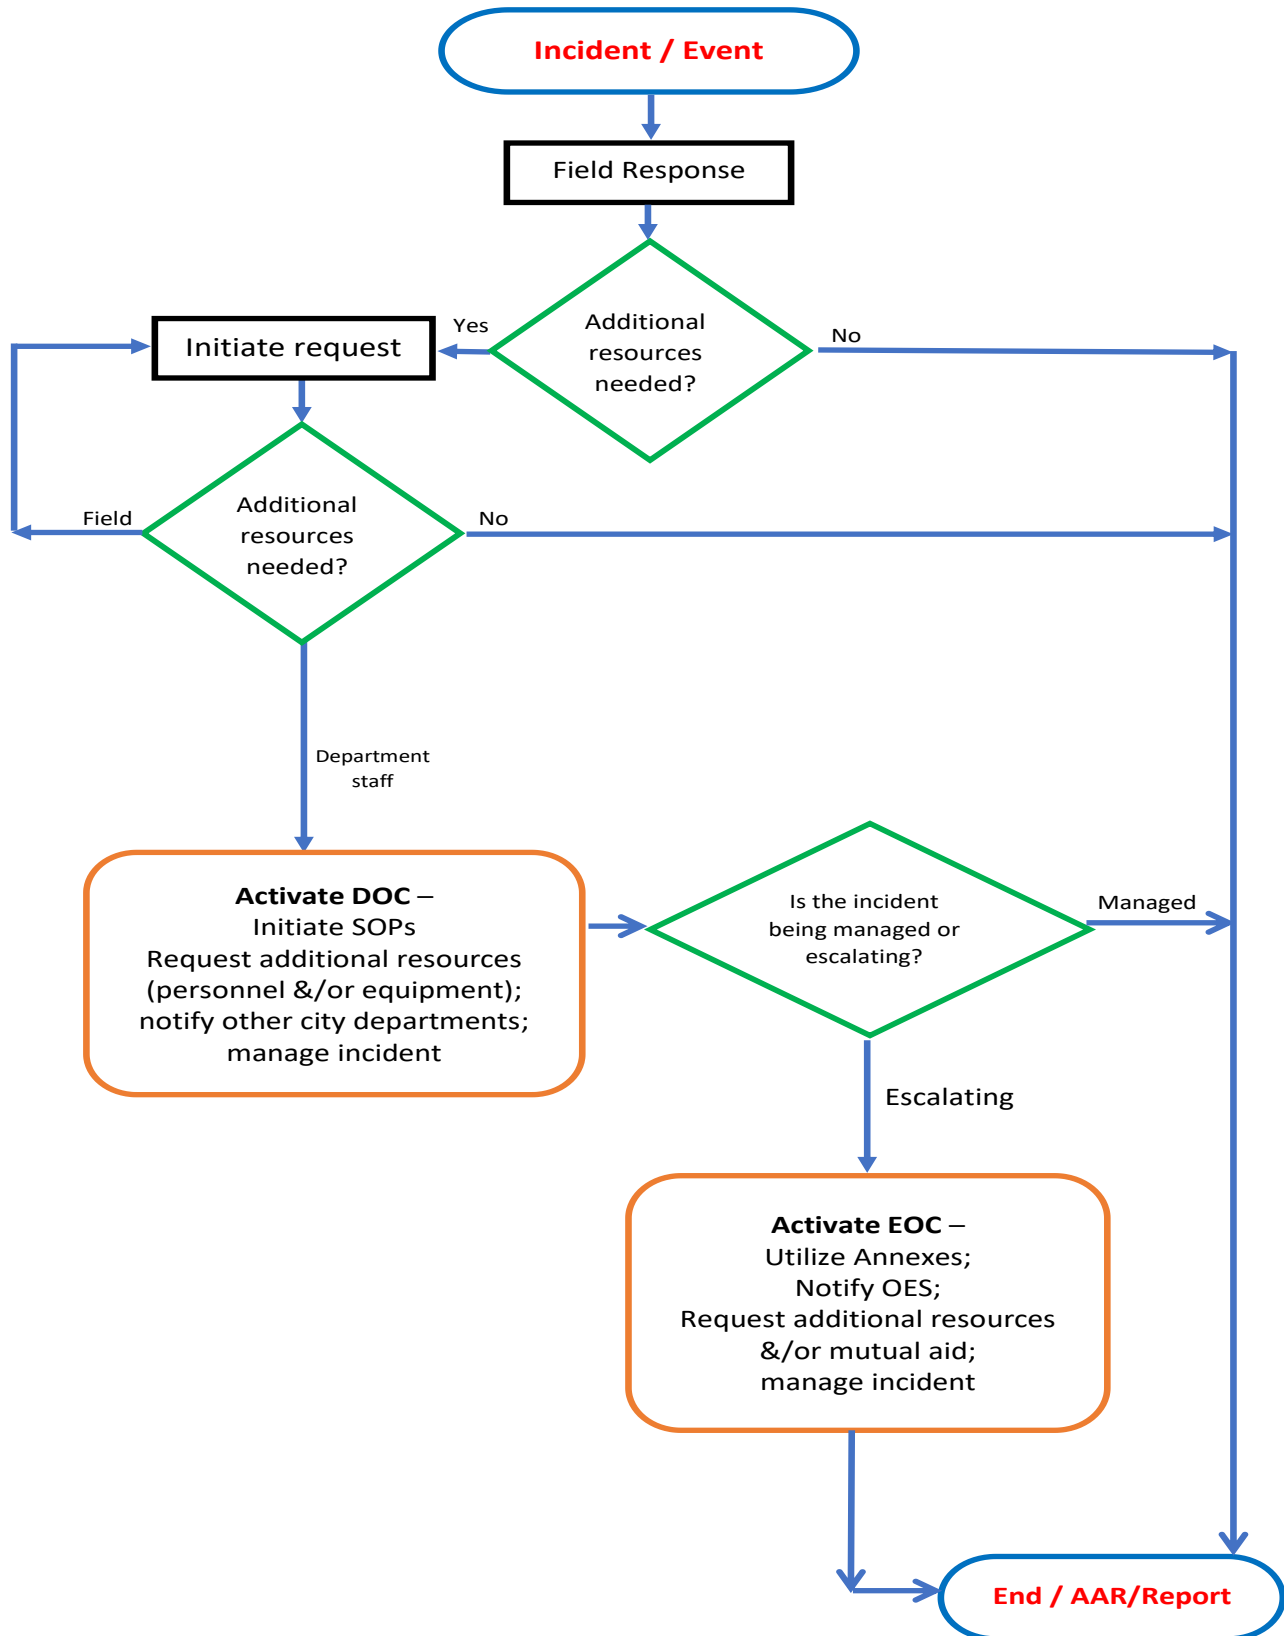 Incident / Event
Field Response
Additional
resources
needed?
Yes
No
Initiate request
Additional
resources
needed?
Field
No
Department
staff
Activate DOC –
Initiate SOPs
Request additional resources
(personnel &/or equipment);
notify other city departments;
manage incident
Is the incident
being managed or
escalating?
Managed
Escalating
Activate EOC –
Utilize Annexes;
Notify OES;
Request additional resources
&/or mutual aid;
manage incident
End / AAR/Report